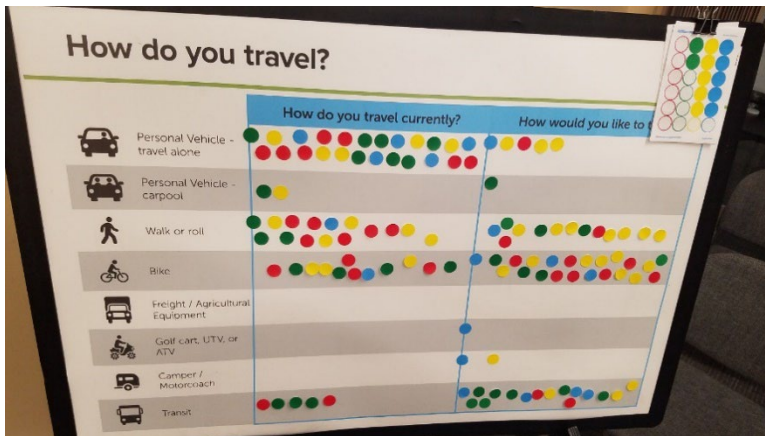 How do you travel?
How do you travel currently?
How would you like to t
Personal Vehicle -
travel alone
Personal Vehicle -
carpool
Walk or roll
Bike
Freight / Agricultural
Equipment
Golf cart, UTV, or
ATV
Camper /
Motorcoach
Transit